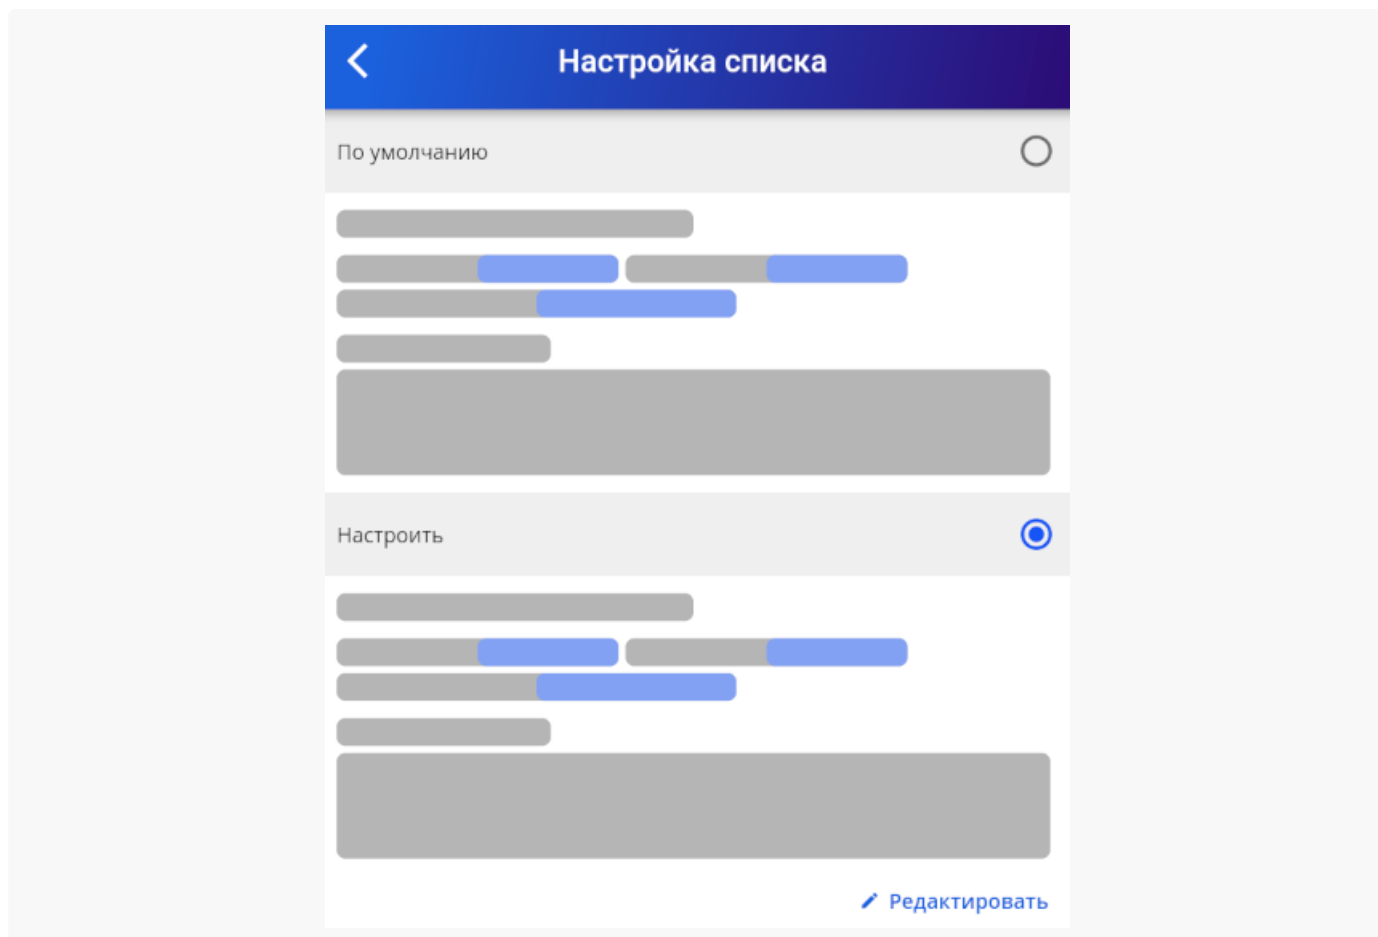 Настройка списка
По умолчанию
Настроить
Редактировать